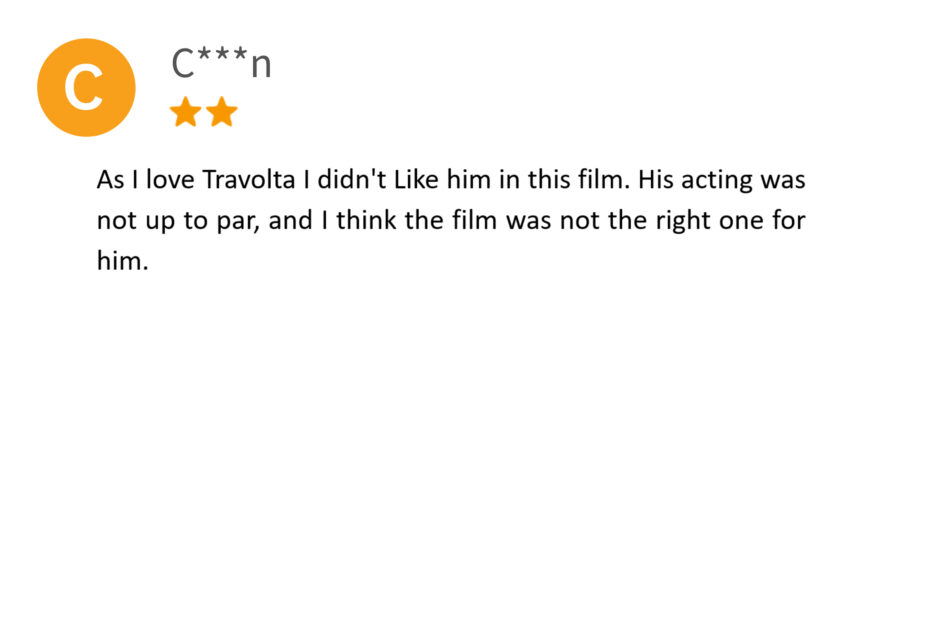 C
C***n
As I love Travolta I didn't Like him in this film. His acting was
not up to par, and I think the film was not the right one for
him.